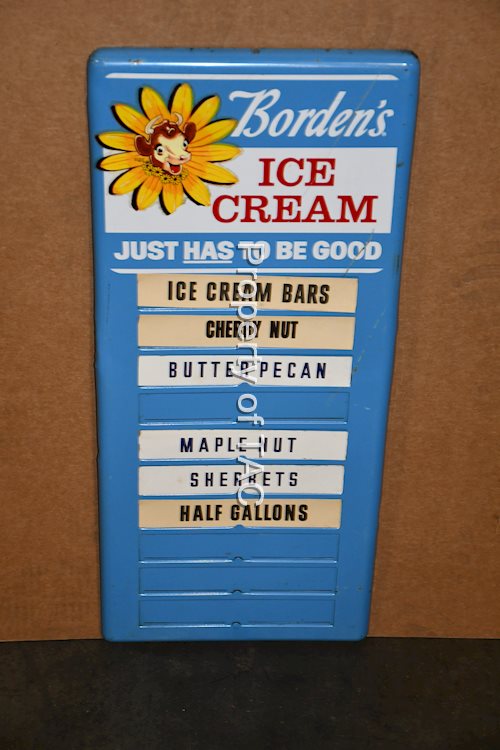 Borden's
ICE
CREAM
JUST HAS TO BE GOOD
ICE CREAM BARS
CHERRY NUT
BUTTER PECAN
MAPLE NUT
SHERBETS
HALF GALLONS
Property of TAC